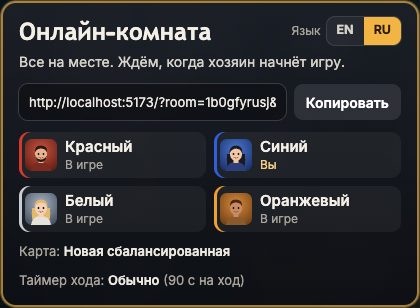 Онлайн-комната
Язык EN RU
Все на месте. Ждём, когда хозяин начнёт игру.
http://localhost:5173/?room=1b0gfyrusj& Копировать
Красный
В игре
Синий
Вы
Белый
В игре
Оранжевый
В игре
Карта: Новая сбалансированная
Таймер хода: Обычно (90 с на ход)